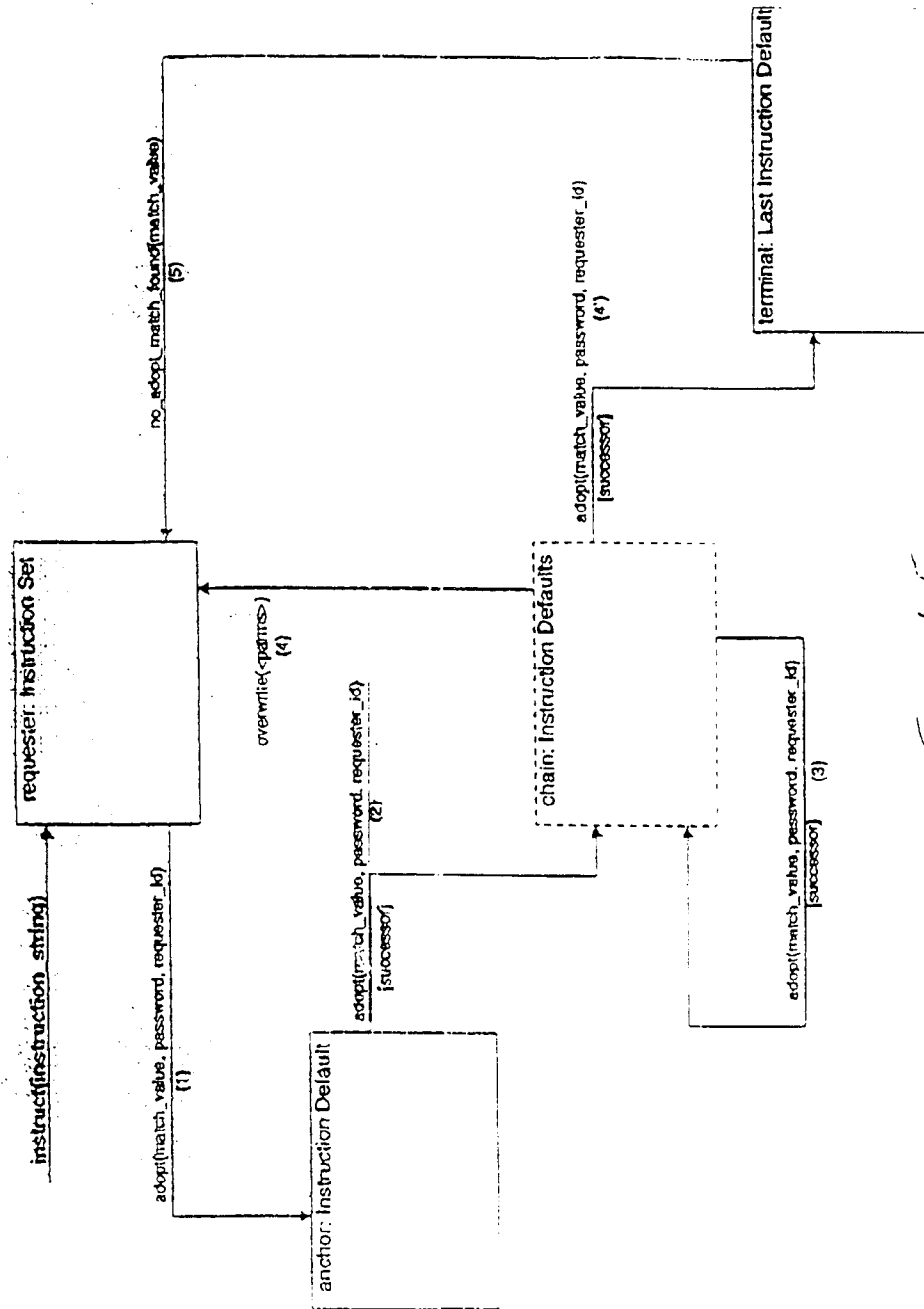 instruct(instruction_string)
requester: Instruction Set
adopt(match_value, password, requester_id)
(1)
no_adopt_match_found(match_value)
(5)
overwrite(<parms>)
(4)
anchor: Instruction Default
adopt(match_value, password, requester_id)
(2)
[successor]
chain: Instruction Defaults
adopt(match_value, password, requester_id)
(4')
[successor]
adopt(match_value, password, requester_id)
(3)
[successor]
terminal: Last Instruction Default